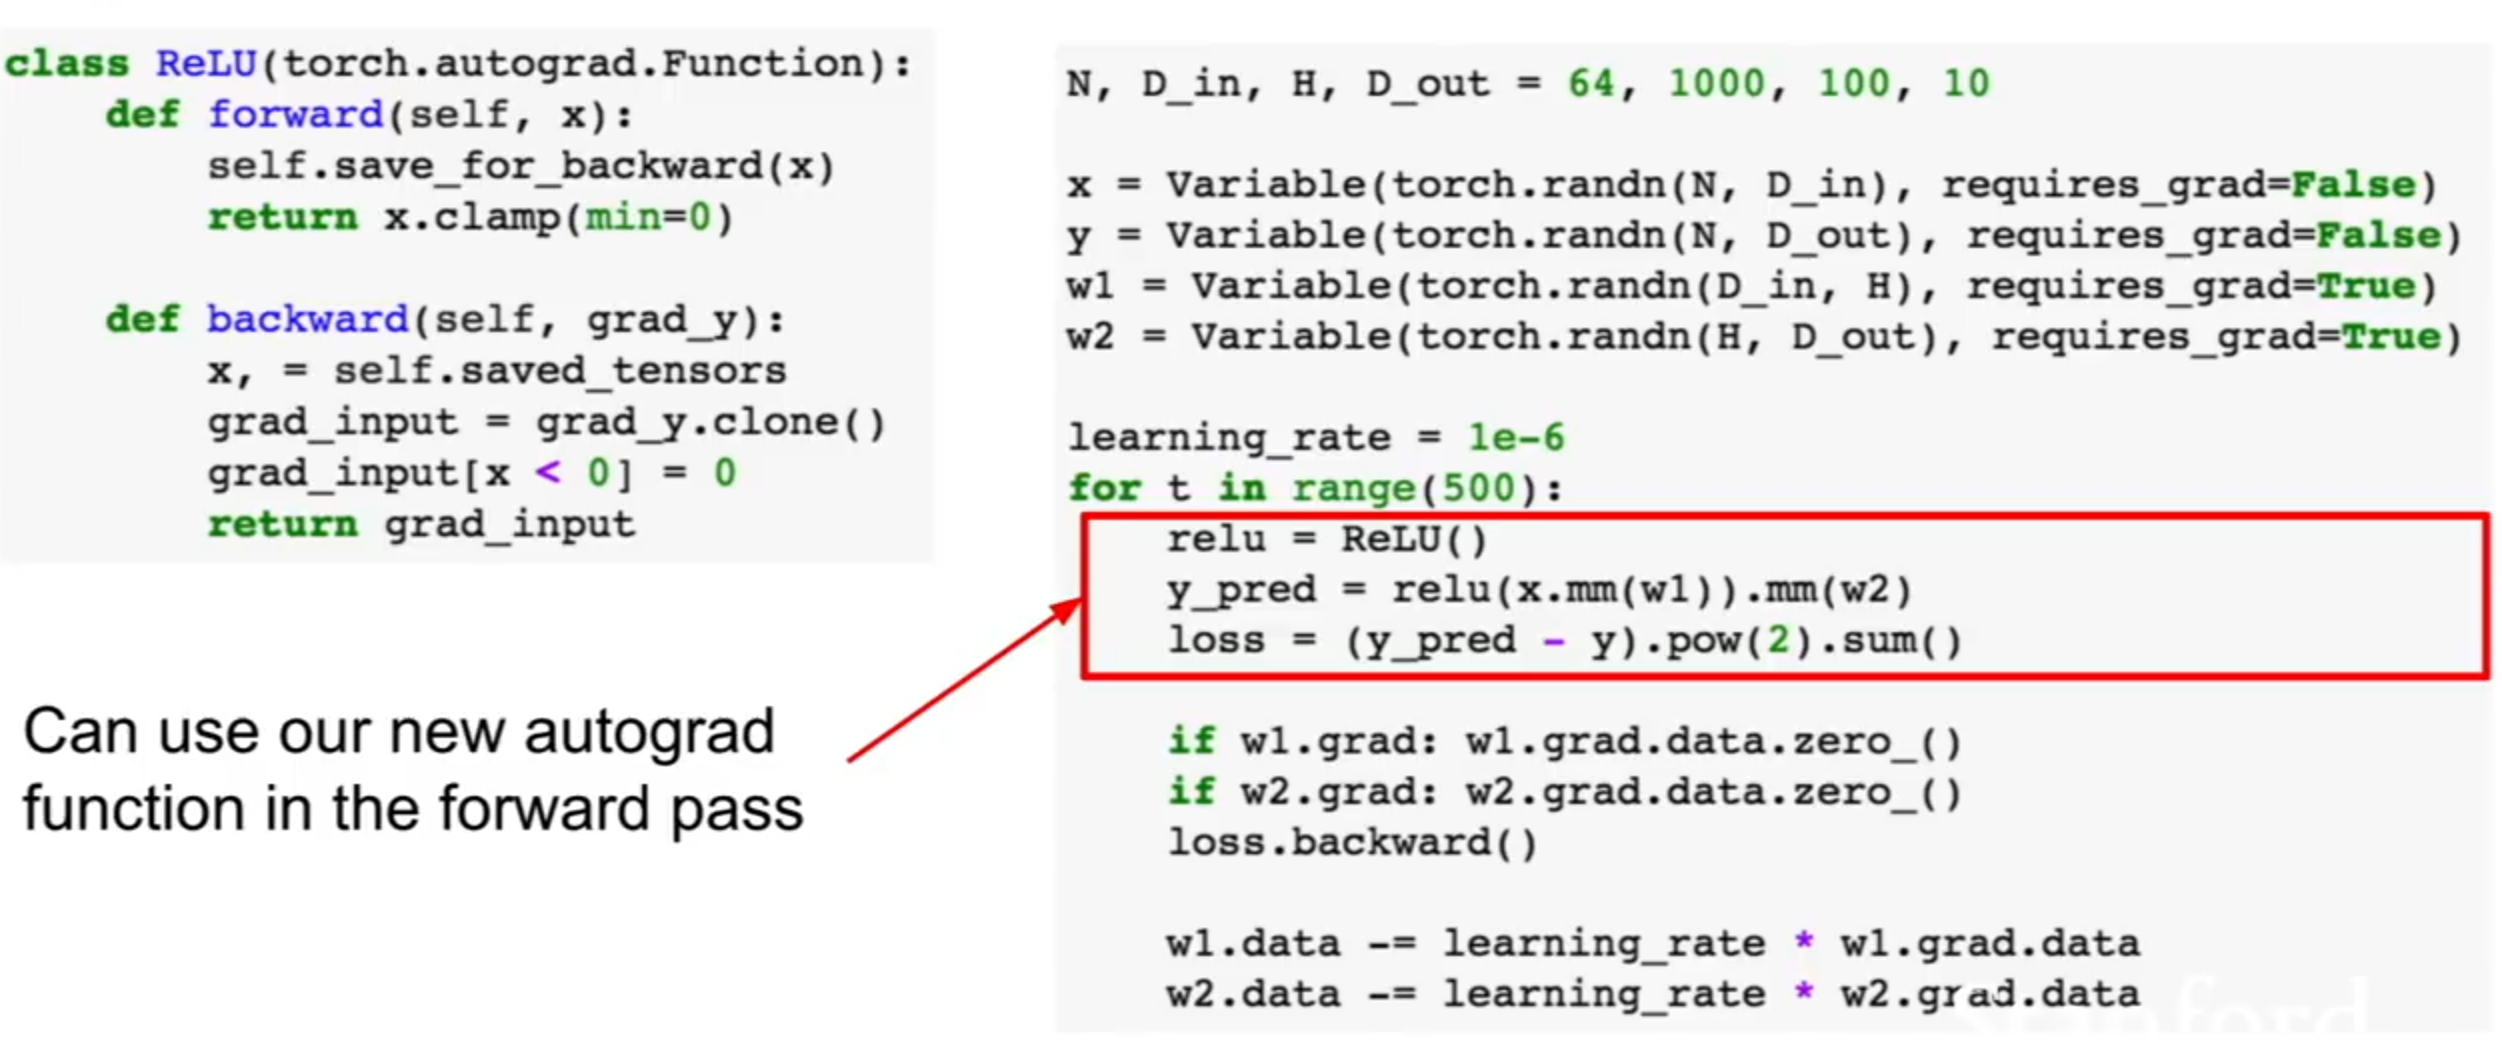 class ReLU(torch.autograd.Function):
    def forward(self, x):
        self.save_for_backward(x)
        return x.clamp(min=0)

    def backward(self, grad_y):
        x, = self.saved_tensors
        grad_input = grad_y.clone()
        grad_input[x < 0] = 0
        return grad_input
Can use our new autograd
function in the forward pass
N, D_in, H, D_out = 64, 1000, 100, 10

x = Variable(torch.randn(N, D_in), requires_grad=False)
y = Variable(torch.randn(N, D_out), requires_grad=False)
w1 = Variable(torch.randn(D_in, H), requires_grad=True)
w2 = Variable(torch.randn(H, D_out), requires_grad=True)

learning_rate = 1e-6
for t in range(500):
    relu = ReLU()
    y_pred = relu(x.mm(w1)).mm(w2)
    loss = (y_pred - y).pow(2).sum()

    if w1.grad: w1.grad.data.zero_()
    if w2.grad: w2.grad.data.zero_()
    loss.backward()

    w1.data -= learning_rate * w1.grad.data
    w2.data -= learning_rate * w2.grad.data
Stanford